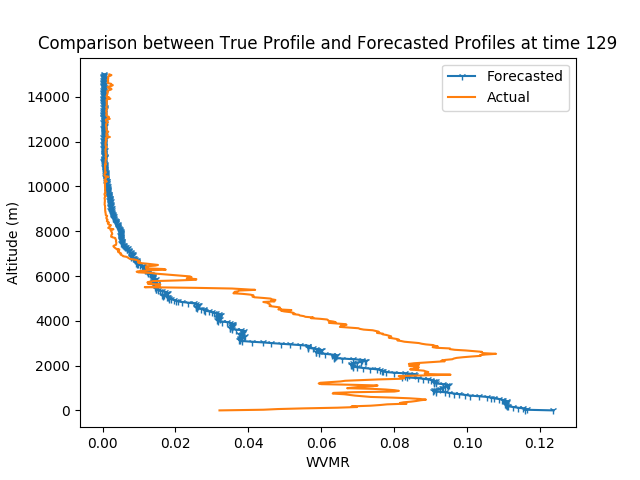 Comparison between True Profile and Forecasted Profiles at time 129
Forecasted
Actual
14000
12000
10000
8000
6000
4000
2000
0
Altitude (m)
0.00 0.02 0.04 0.06 0.08 0.10 0.12
WVMR